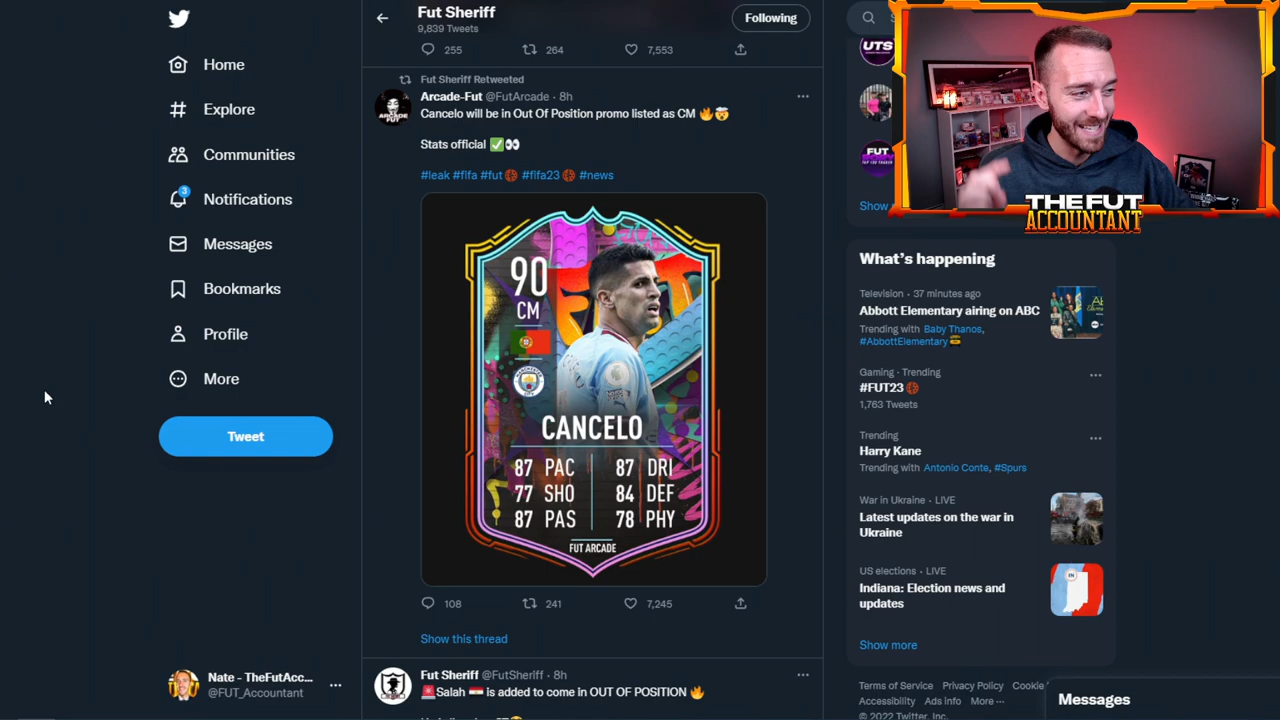 Home
Explore
Communities
3
Notifications
Messages
Bookmarks
Profile
More
Tweet
Nate - TheFutAcc...
@FUT_Accountant
Fut Sheriff
9,839 Tweets
Following
255 264 7,553
Fut Sheriff Retweeted
Arcade-Fut @FutArcade · 8h
Cancelo will be in Out Of Position promo listed as CM 🔥🤯
Stats official ✅👀
#leak #fifa #fut #fifa23 #news
ARCADE
FUT
90
CM
CANCELO
87 PAC 87 DRI
77 SHO 84 DEF
87 PAS 78 PHY
FUT ARCADE
108 241 7,245
Show this thread
Fut Sheriff @FutSheriff · 8h
🚨Salah 🇪🇬 is added to come in OUT OF POSITION 🔥
UTS
FUT
Show
THE FUT
ACCOUNTANT
What's happening
Television · 37 minutes ago
Abbott Elementary airing on ABC
Trending with Baby Thanos,
#AbbottElementary
Gaming · Trending
#FUT23
1,763 Tweets
Trending
Harry Kane
Trending with Antonio Conte, #Spurs
War in Ukraine · LIVE
Latest updates on the war in
Ukraine
US elections · LIVE
Indiana: Election news and
updates
IN
Show more
Terms of Service Privacy Policy Cookie
Accessibility Ads info More ···
© 2022 Twitter, Inc.
Messages